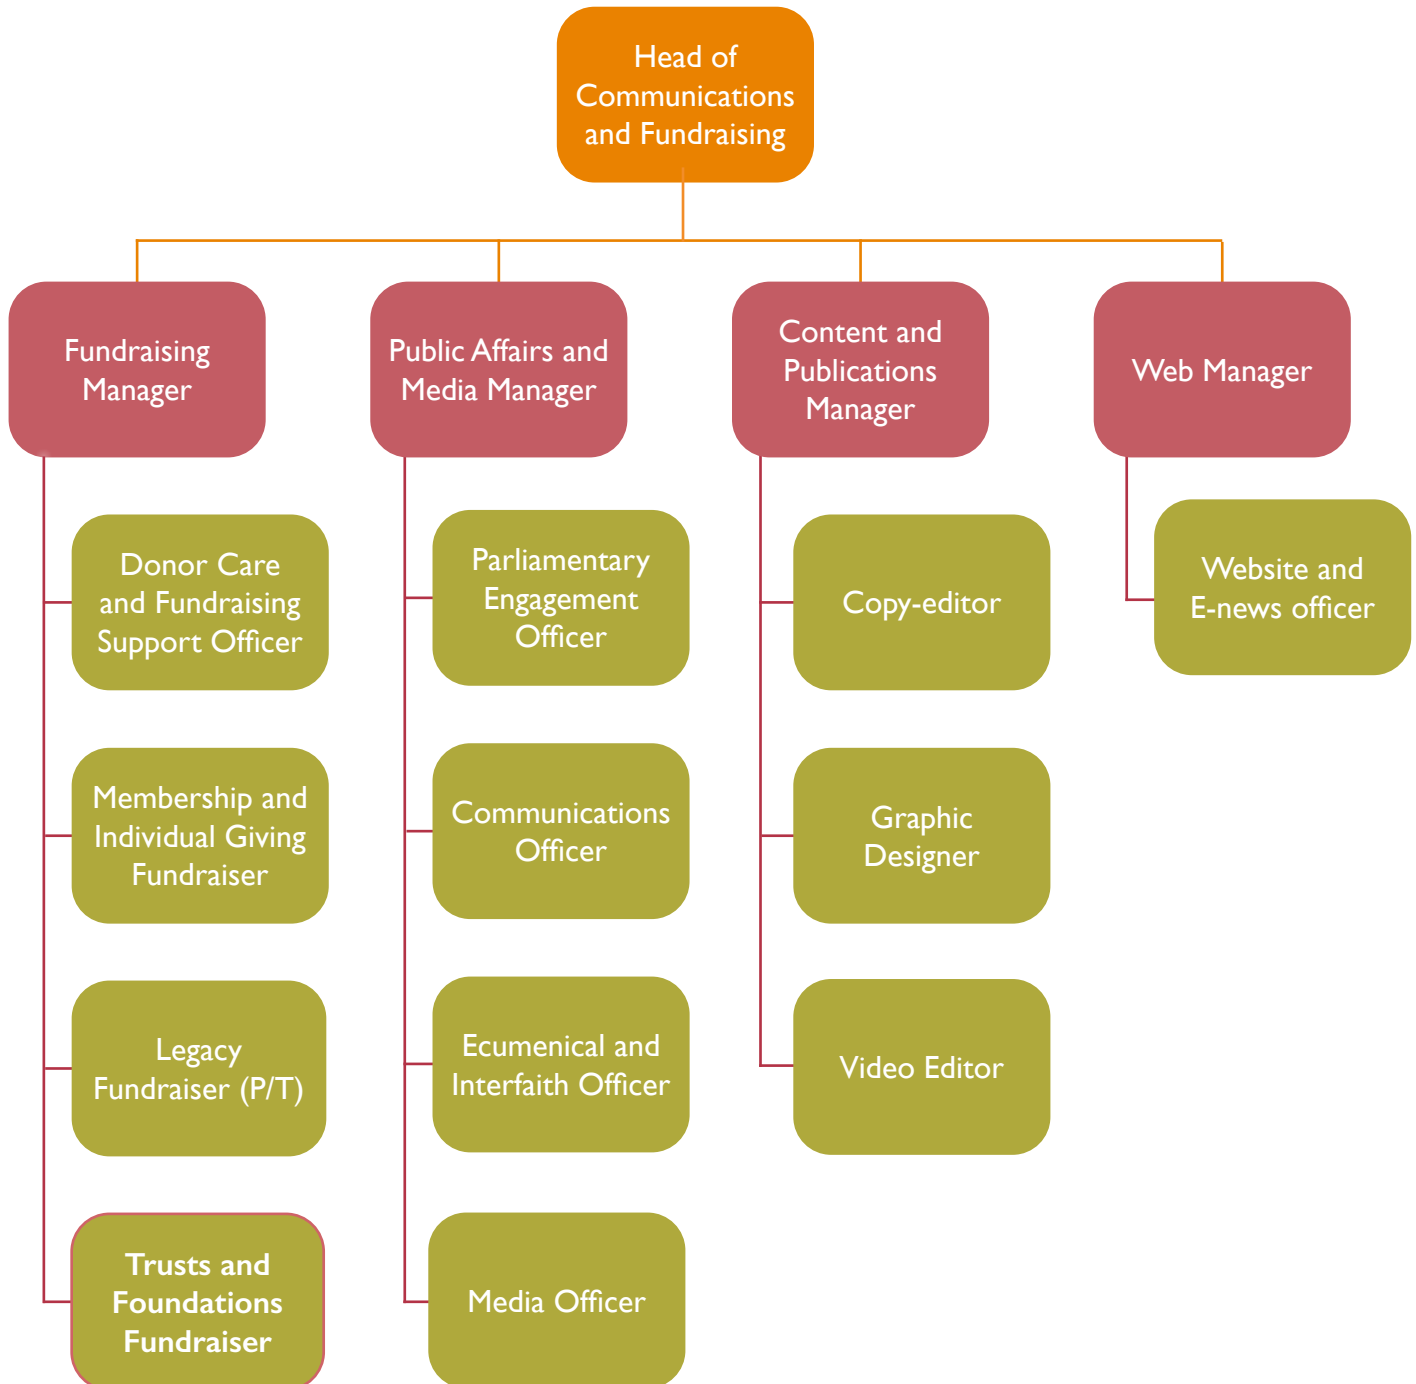 Head of
Communications
and Fundraising
Fundraising
Manager
Public Affairs and
Media Manager
Content and
Publications
Manager
Web Manager
Donor Care
and Fundraising
Support Officer
Membership and
Individual Giving
Fundraiser
Legacy
Fundraiser (P/T)
Trusts and
Foundations
Fundraiser
Parliamentary
Engagement
Officer
Communications
Officer
Ecumenical and
Interfaith Officer
Media Officer
Copy-editor
Graphic
Designer
Video Editor
Website and
E-news officer